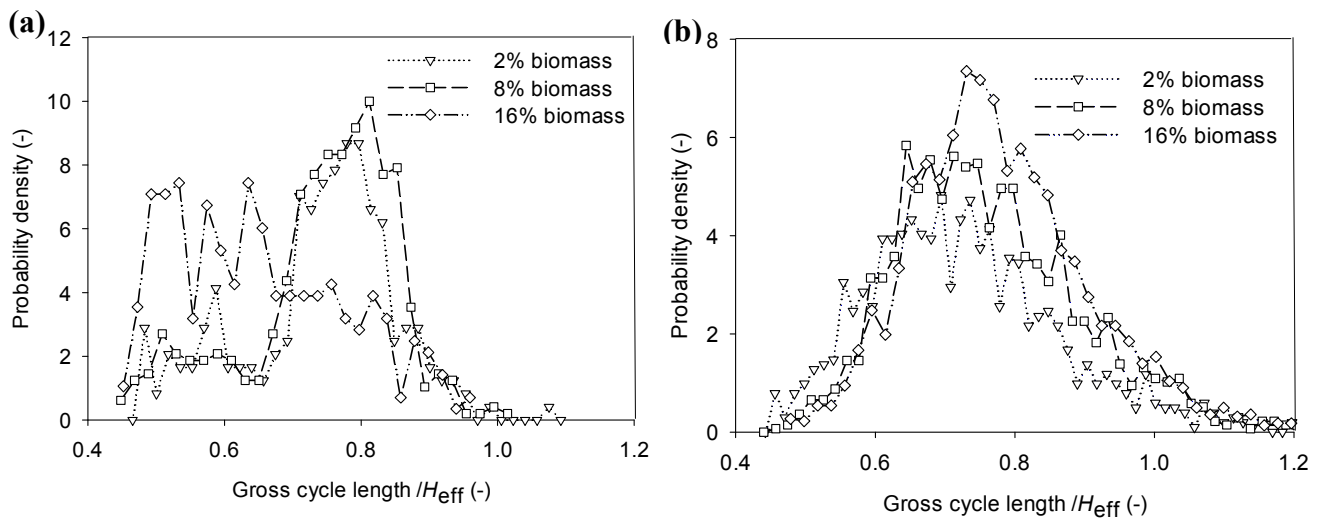 (a)
12
10
8
6
4
2
0
Probability density (-)
2% biomass
8% biomass
16% biomass
0.4 0.6 0.8 1.0 1.2
Gross cycle length /Heff (-)
(b)
8
6
4
2
0
Probability density (-)
2% biomass
8% biomass
16% biomass
0.4 0.6 0.8 1.0 1.2
Gross cycle length /Heff (-)